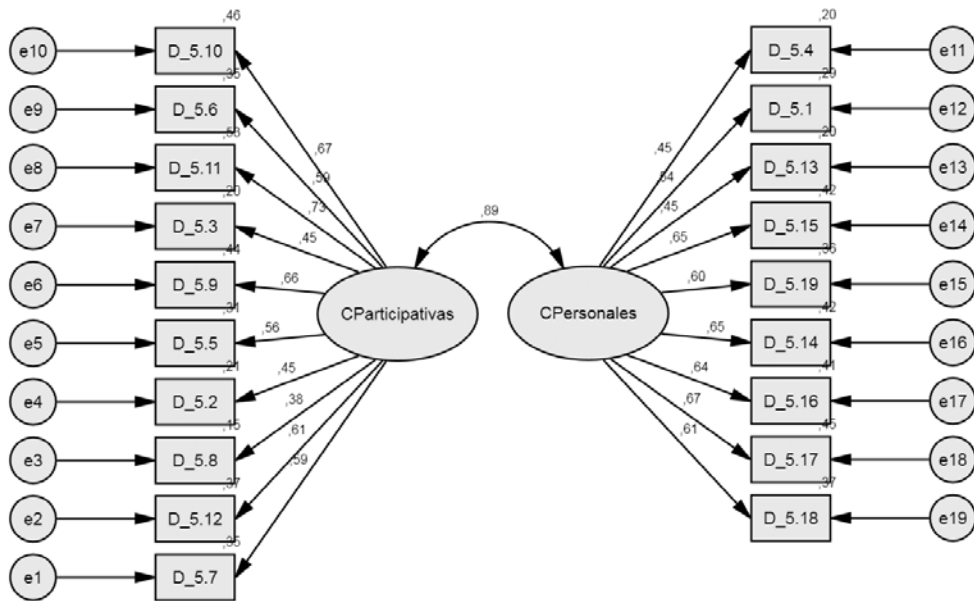 ,46
e10 D_5.10
,35
e9 D_5.6
,53
e8 D_5.11
,20
e7 D_5.3
,44
e6 D_5.9
,31
e5 D_5.5
,21
e4 D_5.2
,15
e3 D_5.8
,37
e2 D_5.12
,35
e1 D_5.7
,67
,59
,73
,45
,66
,56
,45
,38
,61
,59
CParticipativas
,89
CPersonales
,45
,54
,45
,65
,60
,65
,64
,67
,61
,20
D_5.4 e11
,29
D_5.1 e12
,20
D_5.13 e13
,42
D_5.15 e14
,36
D_5.19 e15
,42
D_5.14 e16
,41
D_5.16 e17
,45
D_5.17 e18
,37
D_5.18 e19